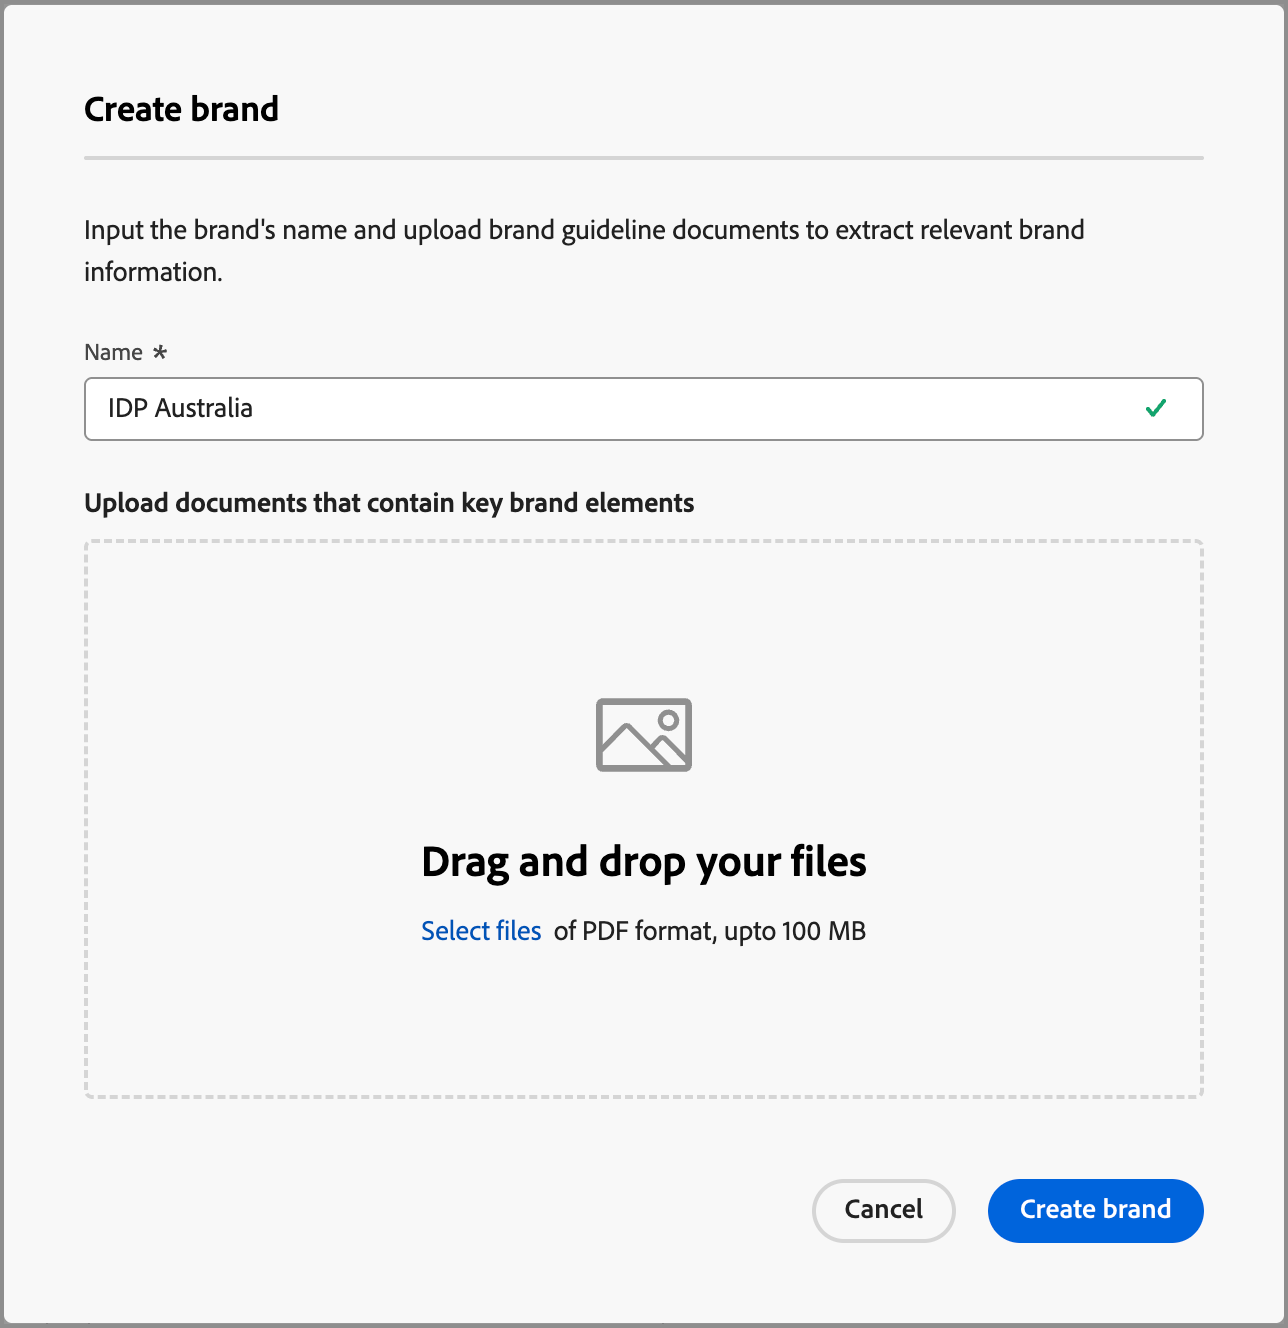 Create brand
Input the brand's name and upload brand guideline documents to extract relevant brand
information.
Name *
IDP Australia
Upload documents that contain key brand elements
Drag and drop your files
Select files of PDF format, upto 100 MB
Cancel
Create brand